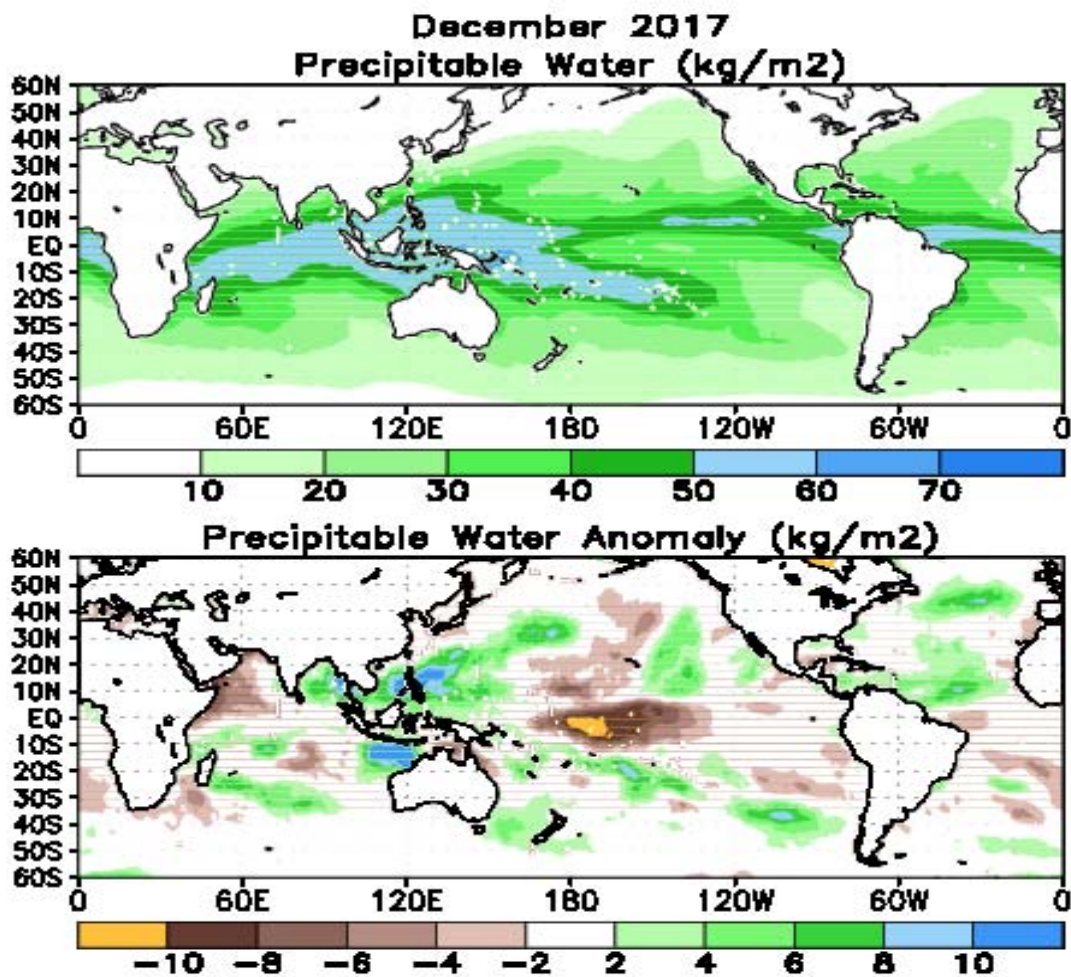 December 2017
Precipitable Water (kg/m2)
60N
50N
40N
30N
20N
10N
EQ
10S
20S
30S
40S
50S
60S
0 60E 120E 180 120W 60W 0
10 20 30 40 50 60 70
Precipitable Water Anomaly (kg/m2)
60N
50N
40N
30N
20N
10N
EQ
10S
20S
30S
40S
50S
60S
0 60E 120E 180 120W 60W 0
-10 -8 -6 -4 -2 2 4 6 8 10